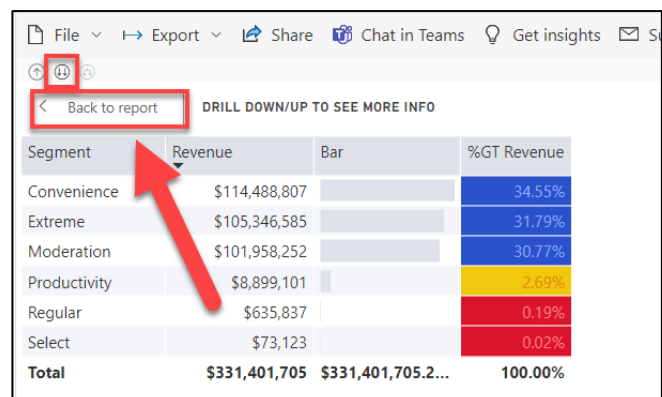 File Export Share Chat in Teams Get insights Su
Back to report DRILL DOWN/UP TO SEE MORE INFO
Segment Revenue Bar %GT Revenue
Convenience $114,488,807 34.55%
Extreme $105,346,585 31.79%
Moderation $101,958,252 30.77%
Productivity $8,899,101 2.69%
Regular $635,837 0.19%
Select $73,123 0.02%
Total $331,401,705 $331,401,705.2... 100.00%